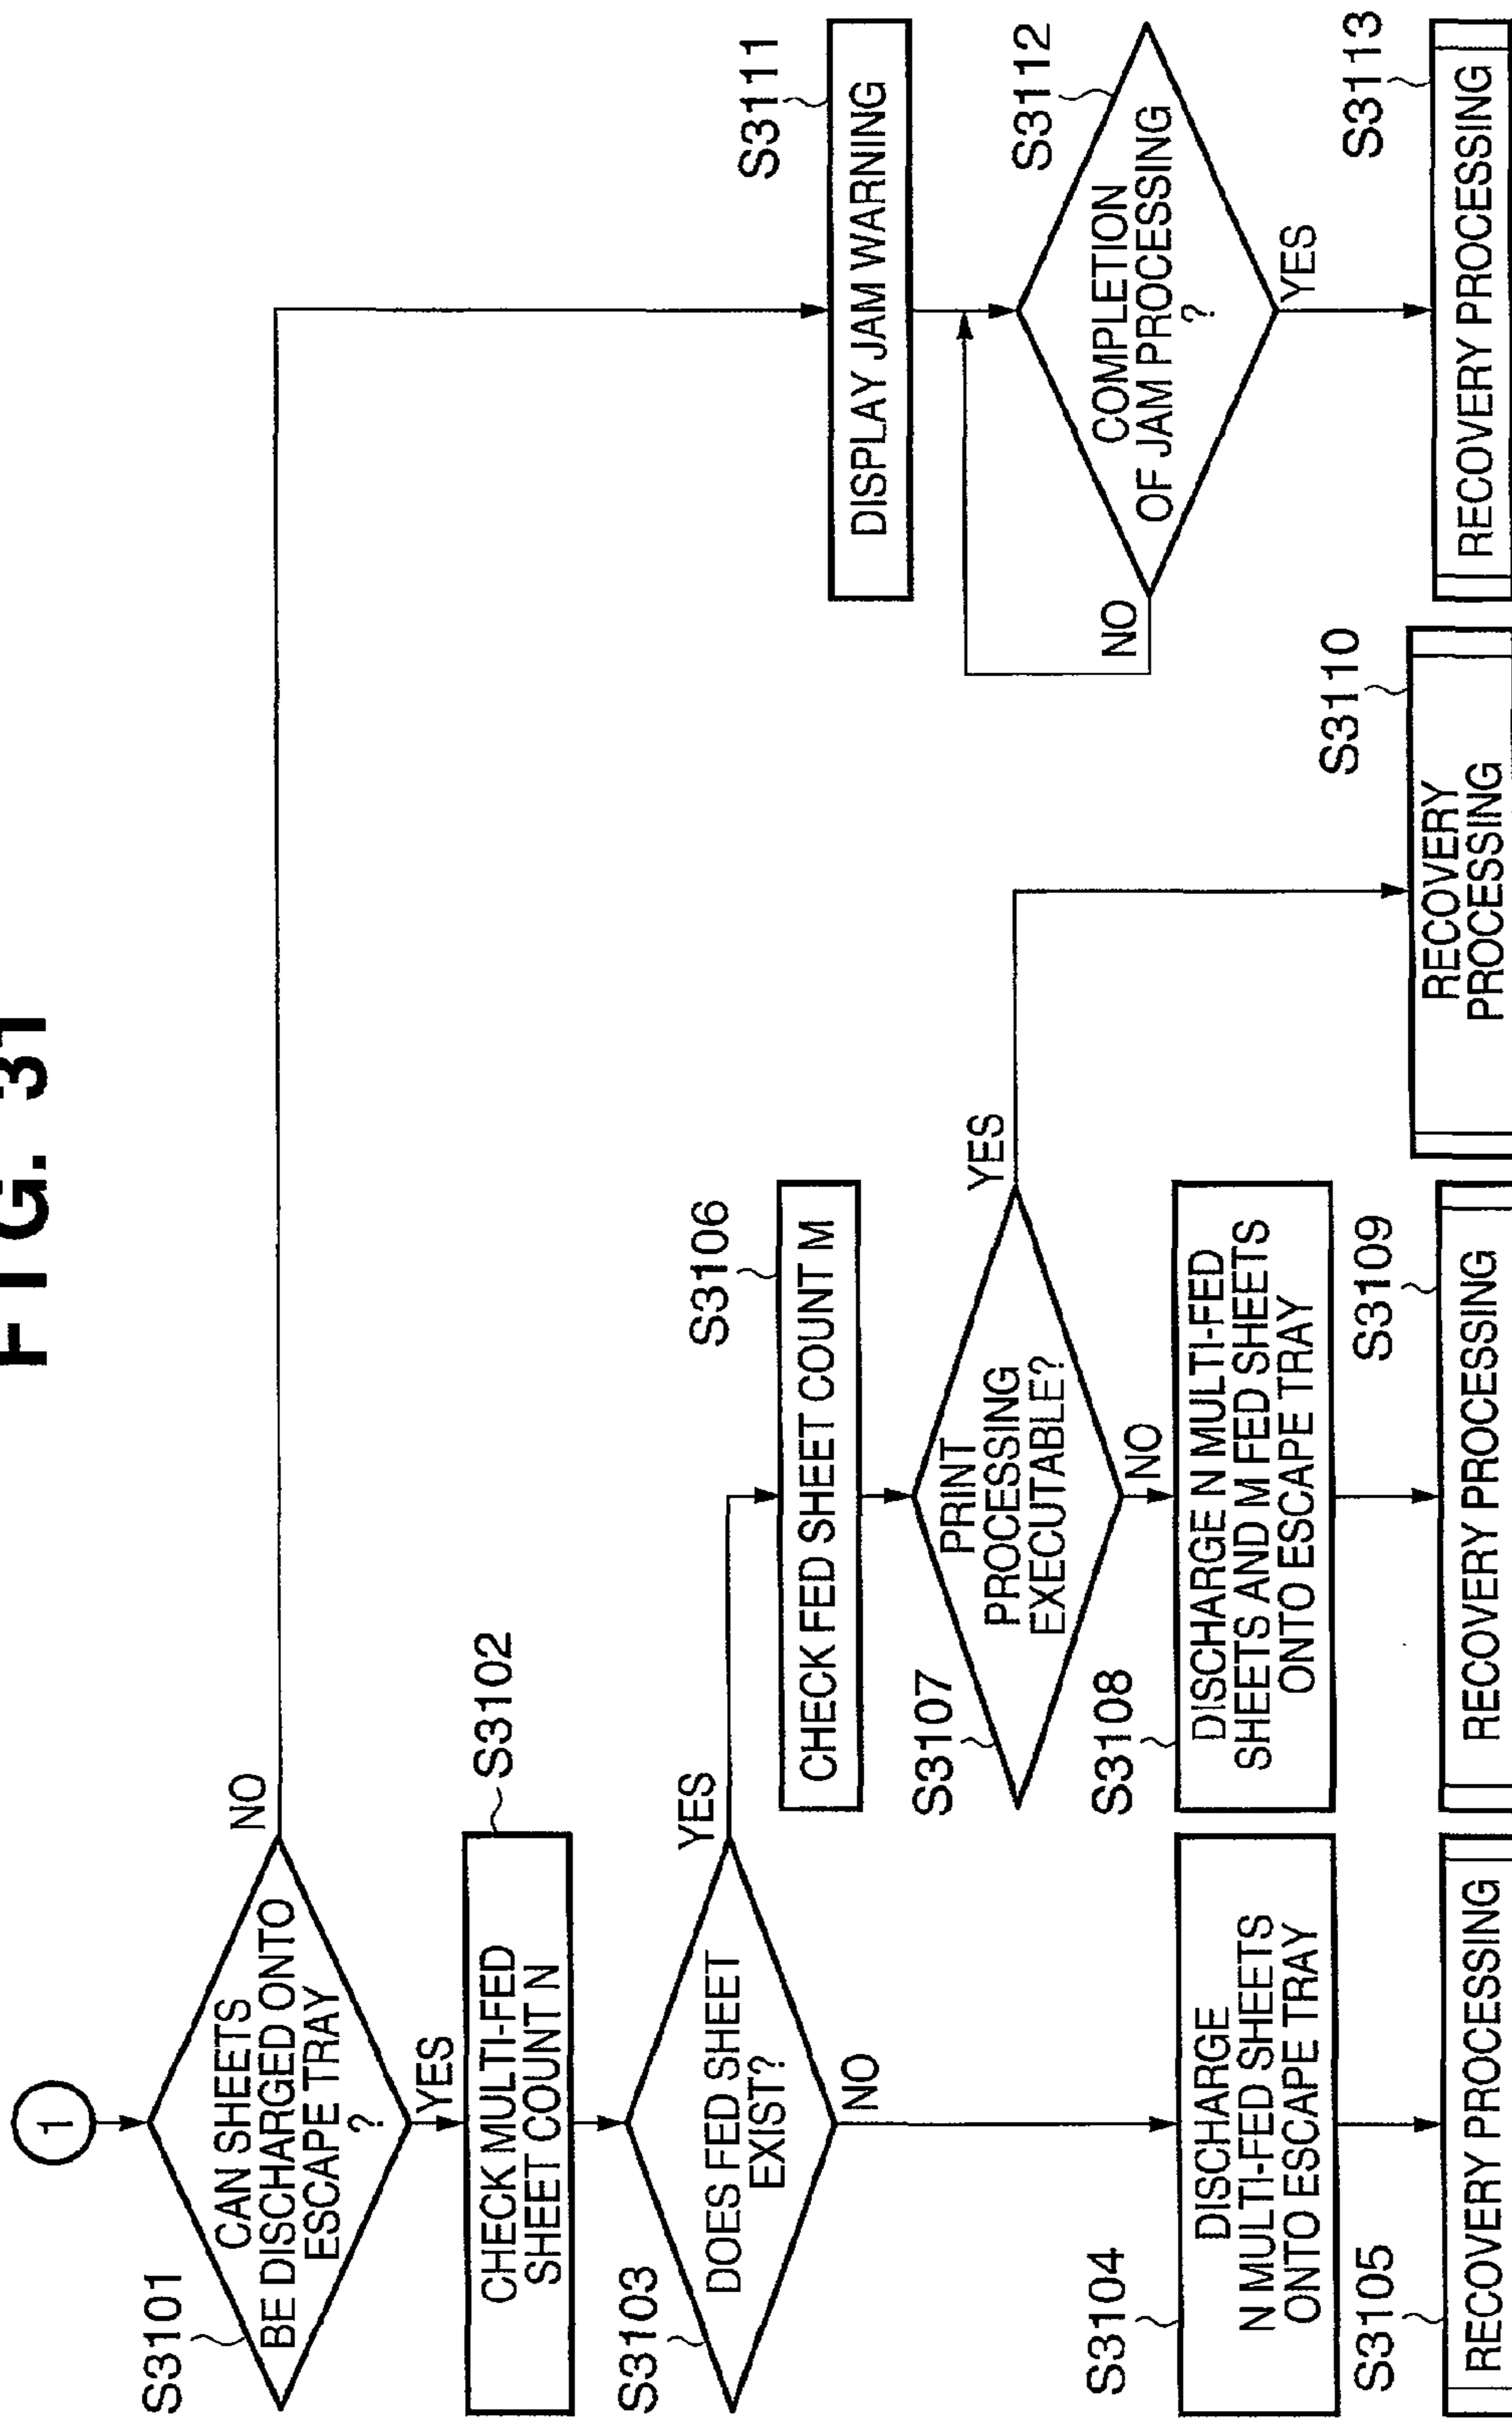 FIG. 31
1
S3101
CAN SHEETS
BE DISCHARGED ONTO
ESCAPE TRAY
?
NO
YES
CHECK MULTI-FED
SHEET COUNT N
S3102
S3103
DOES FED SHEET
EXIST?
YES
NO
S3104
DISCHARGE
N MULTI-FED SHEETS
ONTO ESCAPE TRAY
S3105
RECOVERY PROCESSING
S3106
CHECK FED SHEET COUNT M
S3107
PRINT
PROCESSING
EXECUTABLE?
YES
NO
S3108
DISCHARGE N MULTI-FED
SHEETS AND M FED SHEETS
ONTO ESCAPE TRAY
S3109
RECOVERY PROCESSING
S3110
RECOVERY
PROCESSING
S3111
DISPLAY JAM WARNING
S3112
COMPLETION
OF JAM PROCESSING
?
NO
YES
S3113
RECOVERY PROCESSING